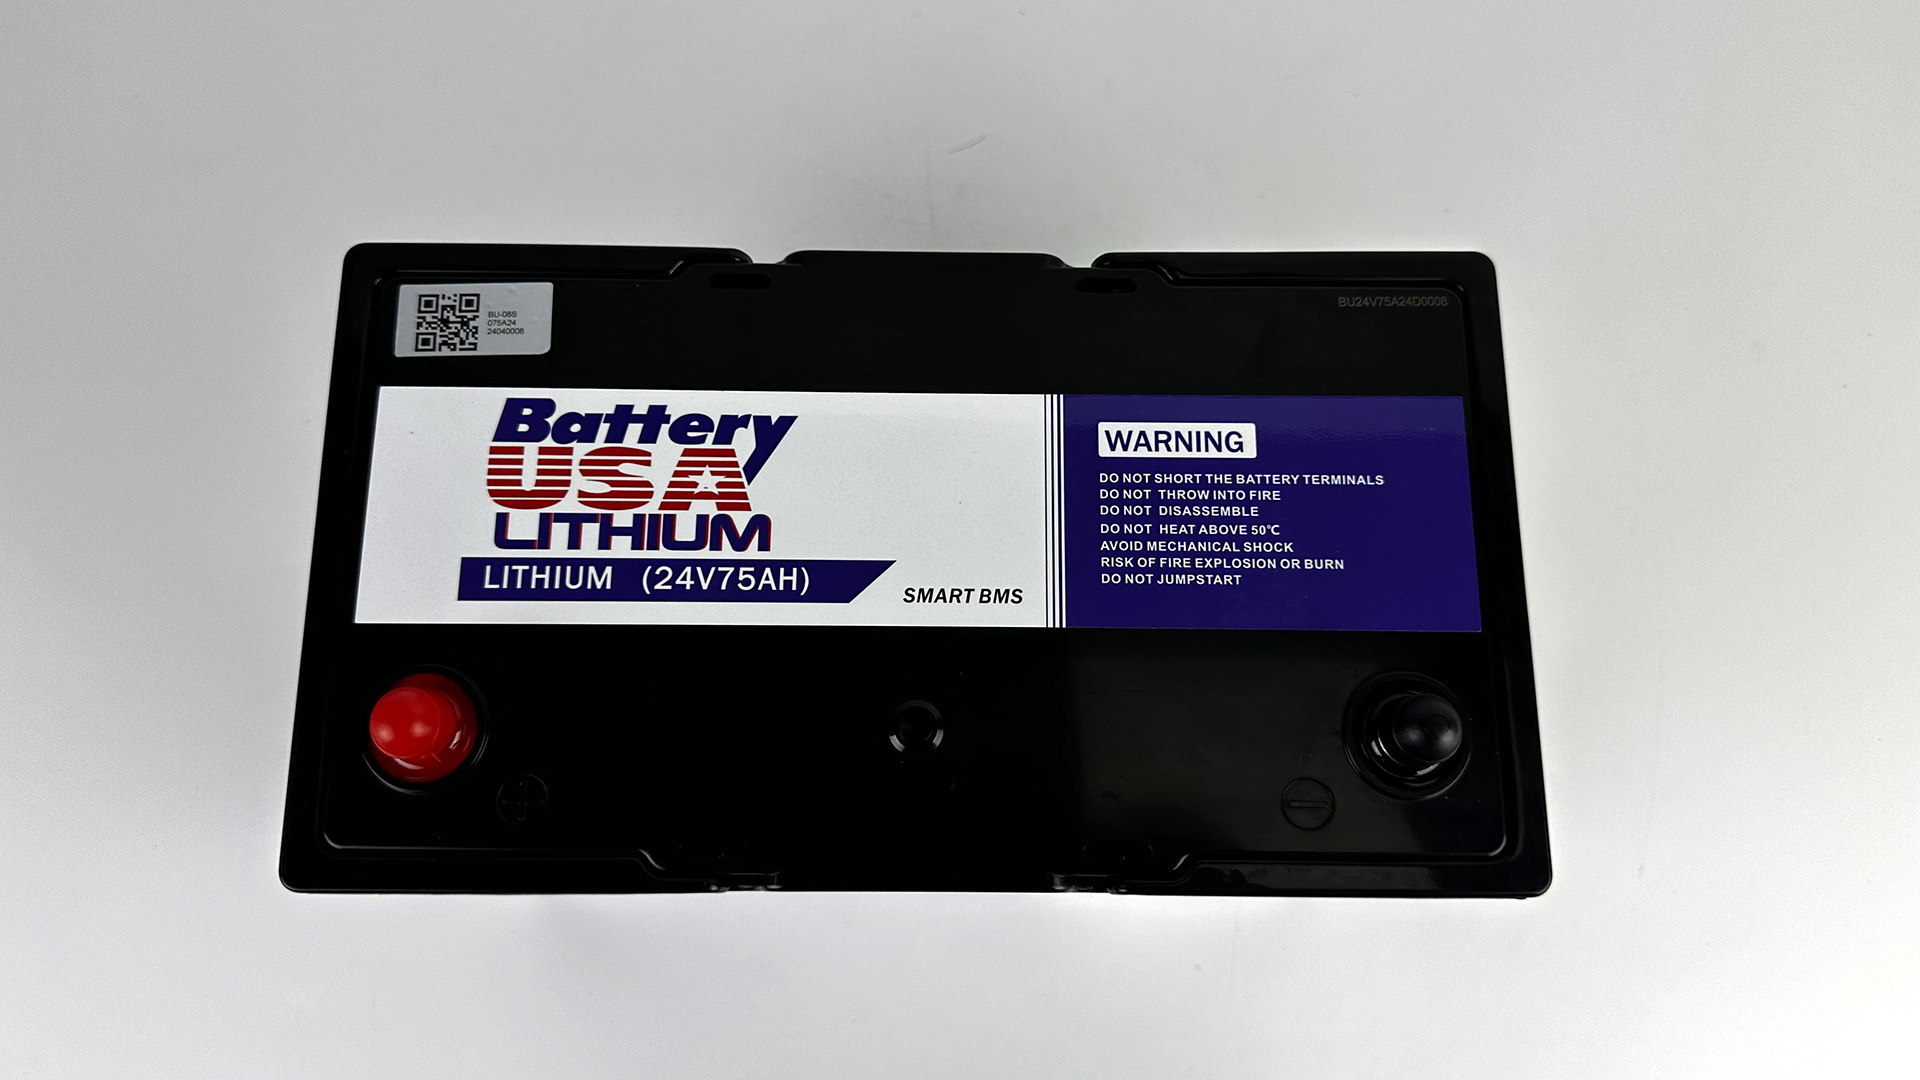 BU-08S
075A24
24040008
BU24V75A24D0008
Battery
USA
LITHIUM
LITHIUM (24V75AH)
SMART BMS
WARNING
DO NOT SHORT THE BATTERY TERMINALS
DO NOT THROW INTO FIRE
DO NOT DISASSEMBLE
DO NOT HEAT ABOVE 50℃
AVOID MECHANICAL SHOCK
RISK OF FIRE EXPLOSION OR BURN
DO NOT JUMPSTART